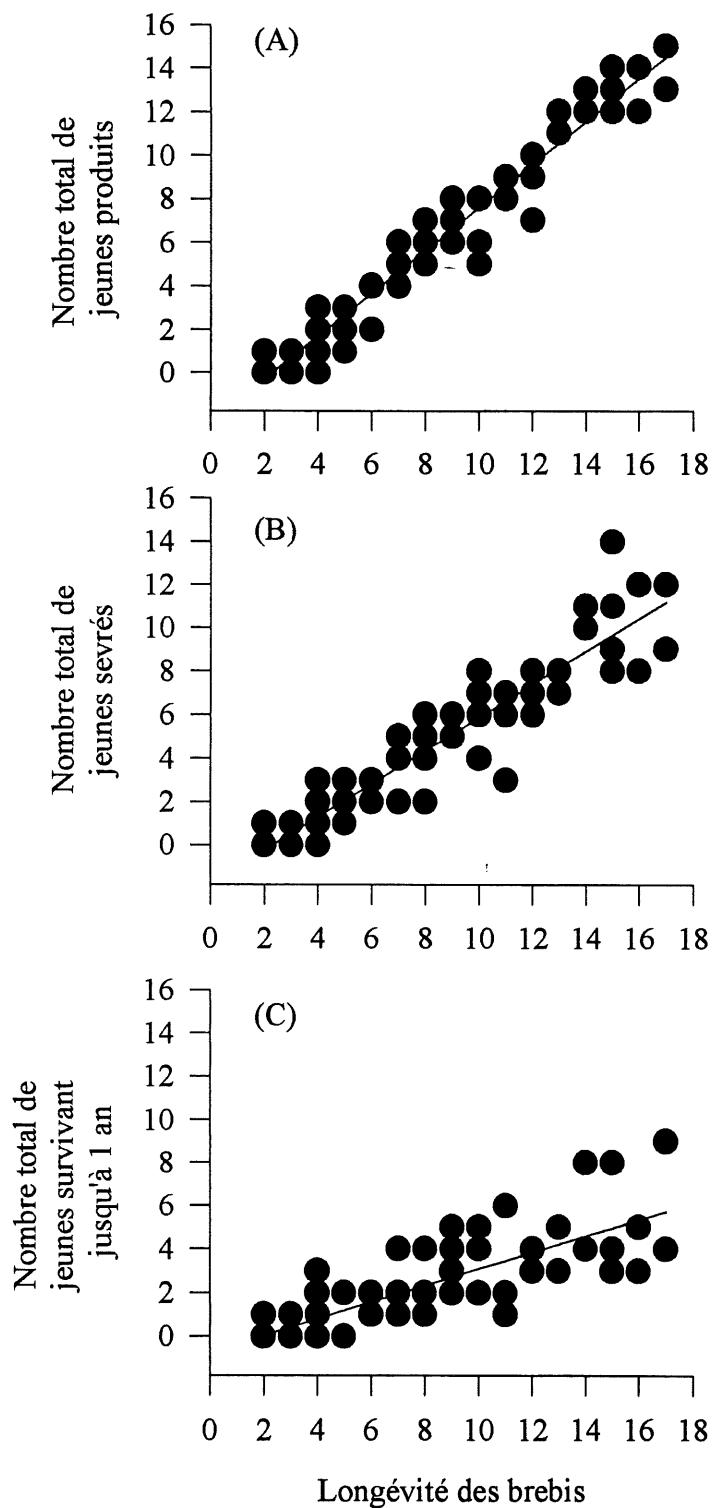 (A)
Nombre total de
jeunes produits
16
14
12
10
8
6
4
2
0
0 2 4 6 8 10 12 14 16 18
(B)
Nombre total de
jeunes sevrés
16
14
12
10
8
6
4
2
0
0 2 4 6 8 10 12 14 16 18
(C)
Nombre total de
jeunes survivant
jusqu'à 1 an
16
14
12
10
8
6
4
2
0
0 2 4 6 8 10 12 14 16 18
Longévité des brebis